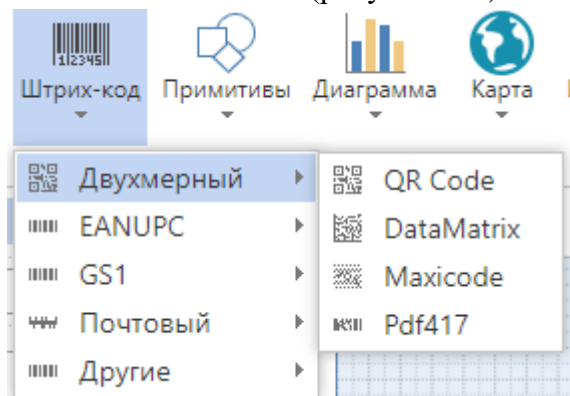 12345
Штрих-код Примитивы Диаграмма Карта
Двухмерный
EANUPC
GS1
Почтовый
Другие
QR Code
DataMatrix
Maxicode
Pdf417